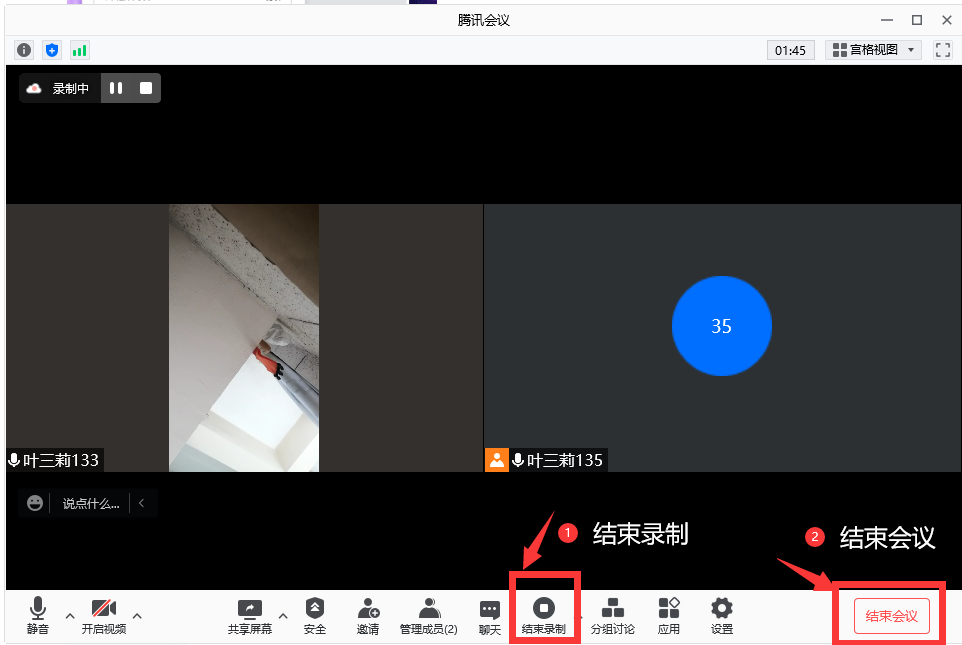 腾讯会议
01:45
宫格视图
录制中
35
叶三莉133
叶三莉135
说点什么...
1 结束录制
2 结束会议
静音
开启视频
共享屏幕
安全
邀请
管理成员(2)
聊天
结束录制
分组讨论
应用
设置
结束会议